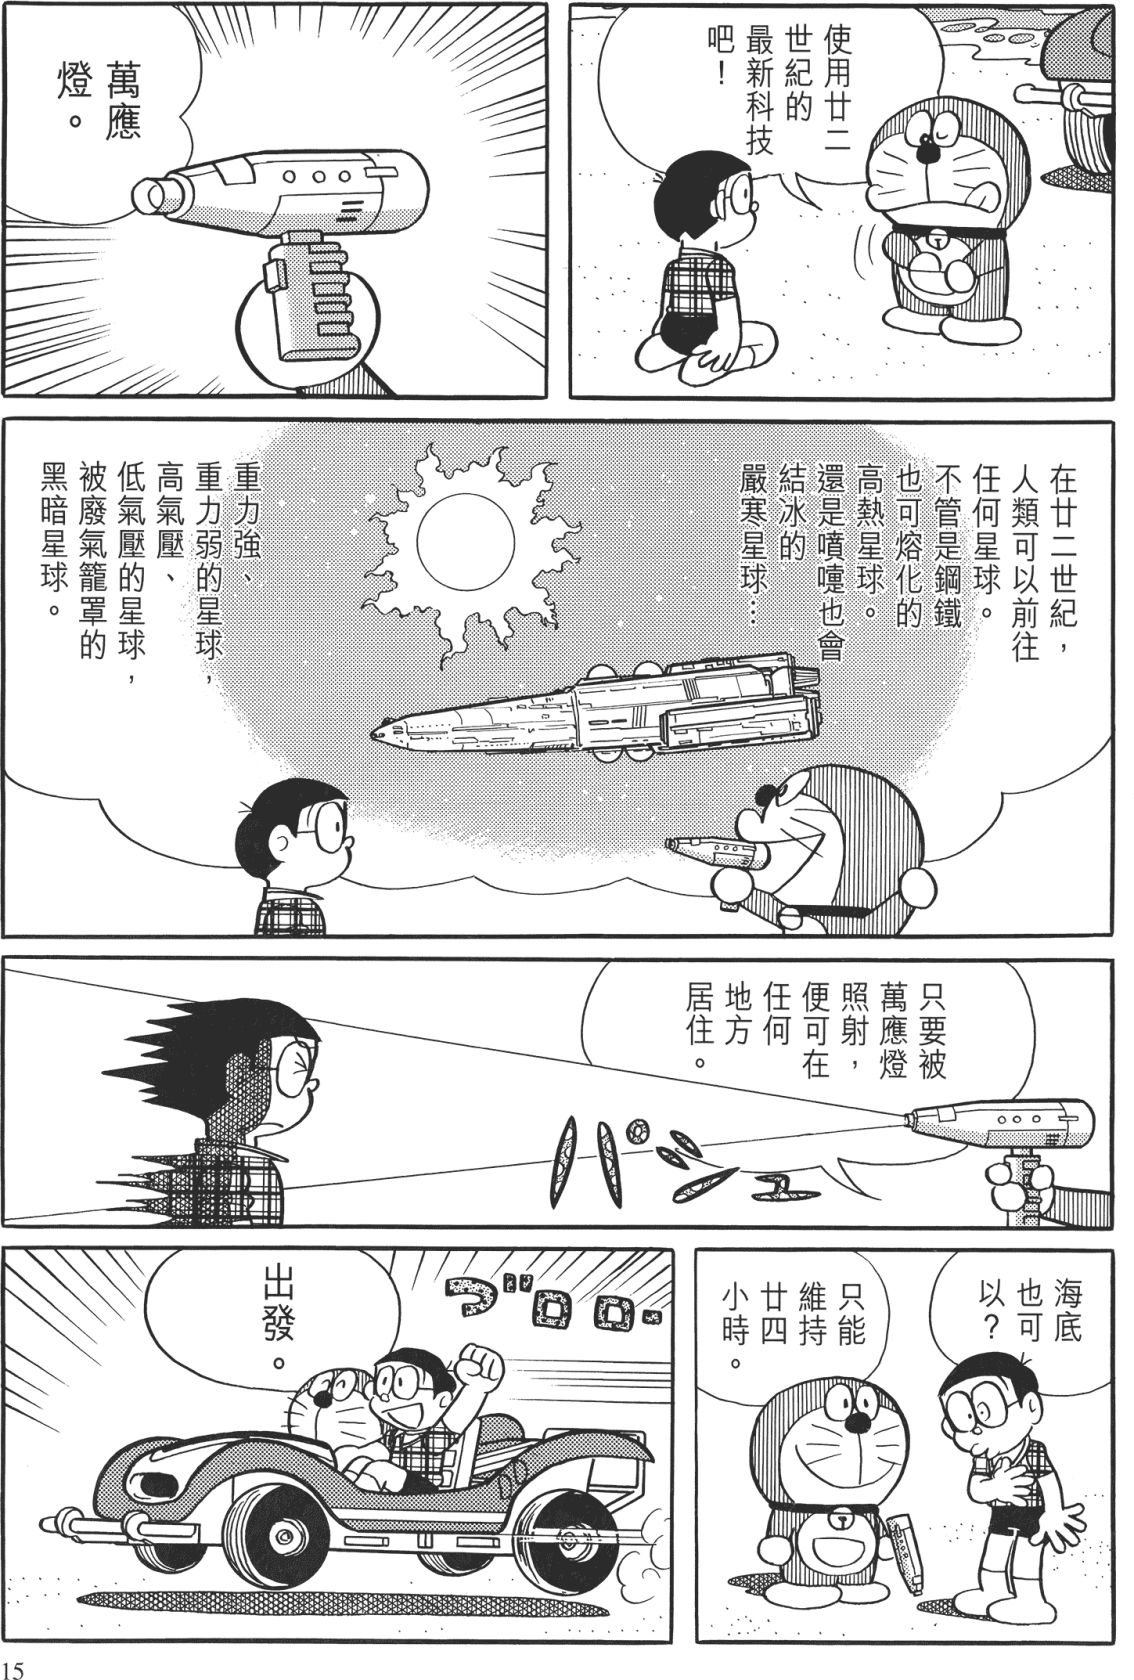 使用廿二
世紀的
最新科技
吧！
萬應
燈。
在廿二世紀，
人類可以前往
任何星球。
不管是鋼鐵
也可熔化的
高熱星球。
還是噴嚏也會
結冰的
嚴寒星球…
重力強、
重力弱的星球，
高氣壓、
低氣壓的星球，
被廢氣籠罩的
黑暗星球。
只要被
萬應燈
照射，
便可在
任何
地方
居住。
パシュ
海底
也可
以？
只能
維持
廿四
小時。
出發。
ゴロロー
15